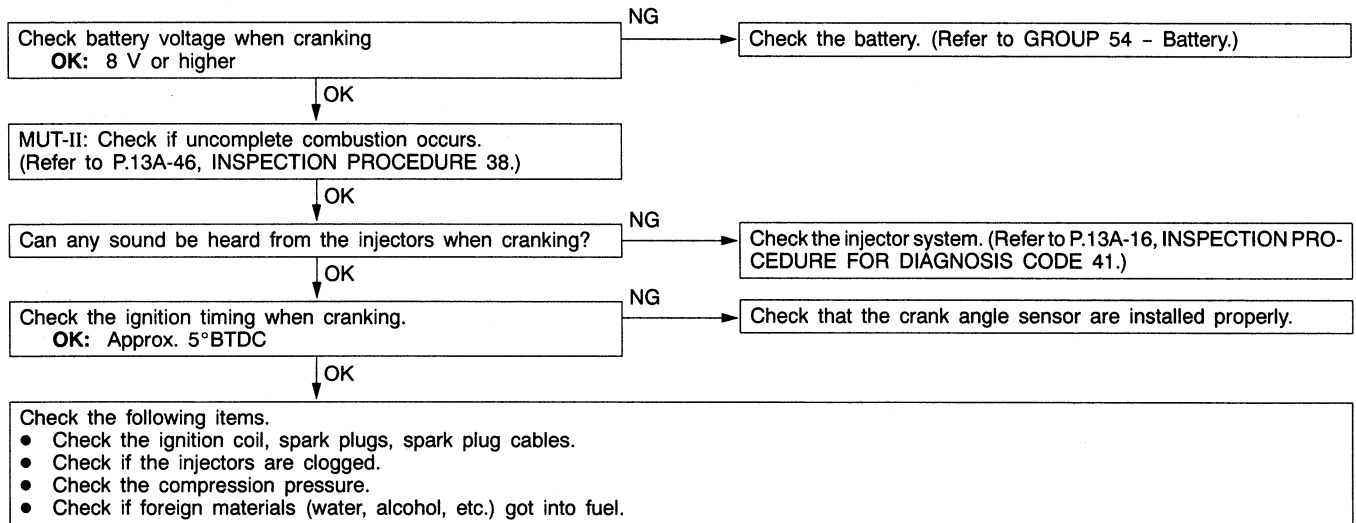 Check battery voltage when cranking
OK: 8 V or higher
NG
Check the battery. (Refer to GROUP 54 – Battery.)
OK
MUT-II: Check if uncomplete combustion occurs.
(Refer to P.13A-46, INSPECTION PROCEDURE 38.)
OK
Can any sound be heard from the injectors when cranking?
NG
Check the injector system. (Refer to P.13A-16, INSPECTION PRO-
CEDURE FOR DIAGNOSIS CODE 41.)
OK
Check the ignition timing when cranking.
OK: Approx. 5°BTDC
NG
Check that the crank angle sensor are installed properly.
OK
Check the following items.
● Check the ignition coil, spark plugs, spark plug cables.
● Check if the injectors are clogged.
● Check the compression pressure.
● Check if foreign materials (water, alcohol, etc.) got into fuel.